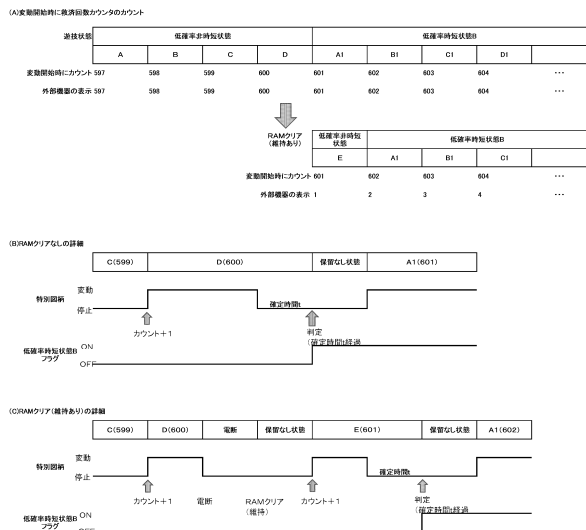 (A)変動開始時に救済回数カウンタのカウント
遊技状態 低確率非時短状態 低確率時短状態B
A B C D A1 B1 C1 D1
変動開始時にカウント 597 598 599 600 601 602 603 604 ・・・
外部機器の表示 597 598 599 600 601 602 603 604 ・・・
RAMクリア
(維持あり)
低確率非時短
状態
低確率時短状態B
E A1 B1 C1
変動開始時にカウント 601 602 603 604 ・・・
外部機器の表示 1 2 3 4 ・・・
(B)RAMクリアなしの詳細
C(599) D(600) 保留なし状態 A1(601)
特別図柄
変動
停止
確定時間t
カウント+1
判定
(確定時間t経過
低確率時短状態B
フラグ
ON
OFF
(C)RAMクリア(維持あり)の詳細
C(599) D(600) 電断 保留なし状態 E(601) 保留なし状態 A1(602)
特別図柄
変動
停止
確定時間t
カウント+1 電断 RAMクリア
(維持)
カウント+1
判定
(確定時間t経過
低確率時短状態B
フラグ
ON
OFF